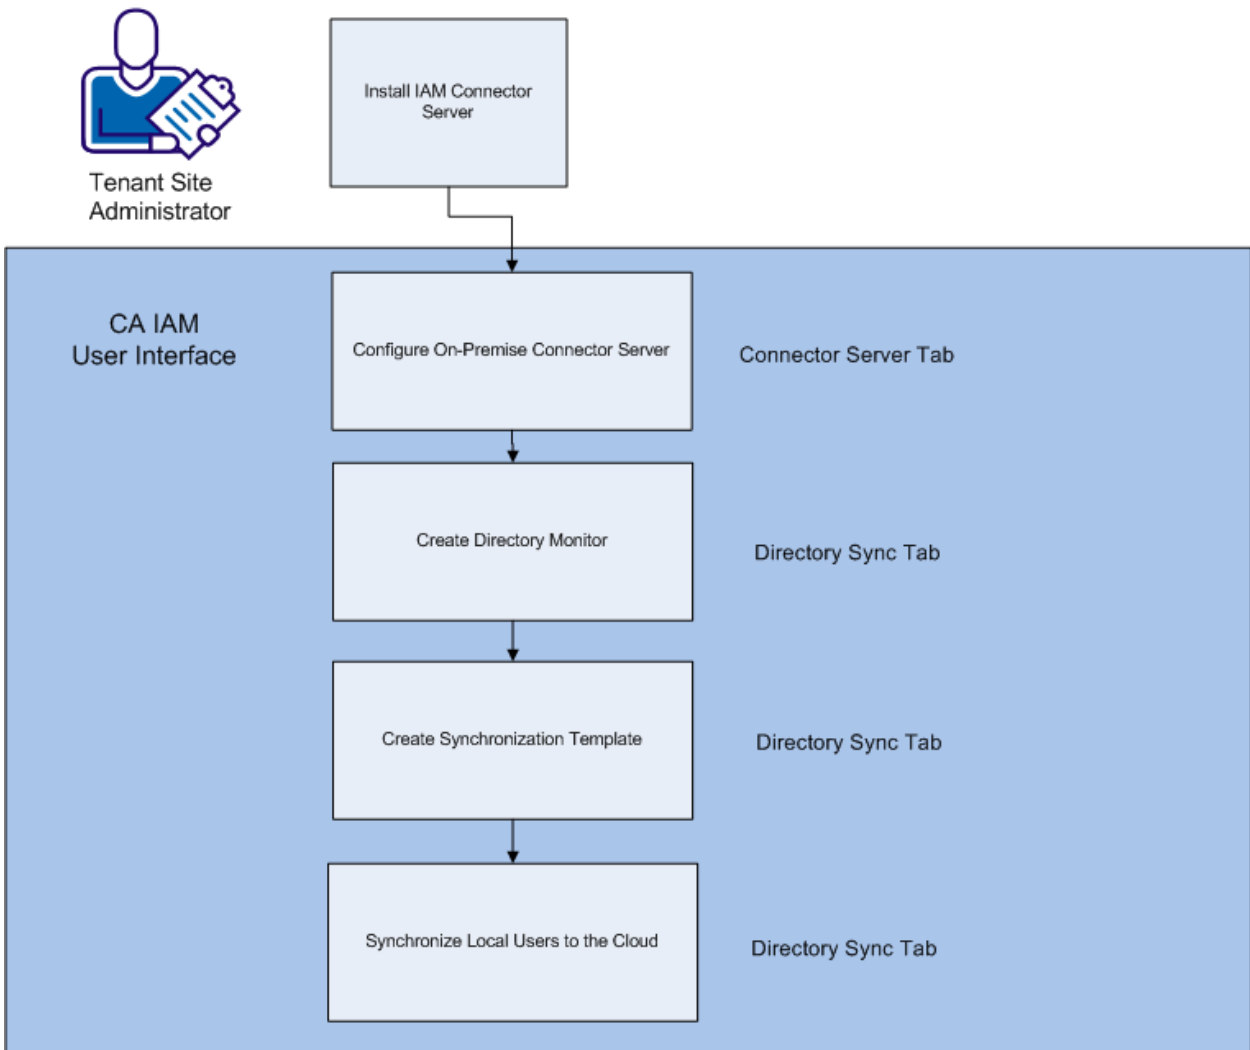 Install IAM Connector
Server
Tenant Site
Administrator
CA IAM
User Interface
Configure On-Premise Connector Server
Connector Server Tab
Create Directory Monitor
Directory Sync Tab
Create Synchronization Template
Directory Sync Tab
Synchronize Local Users to the Cloud
Directory Sync Tab